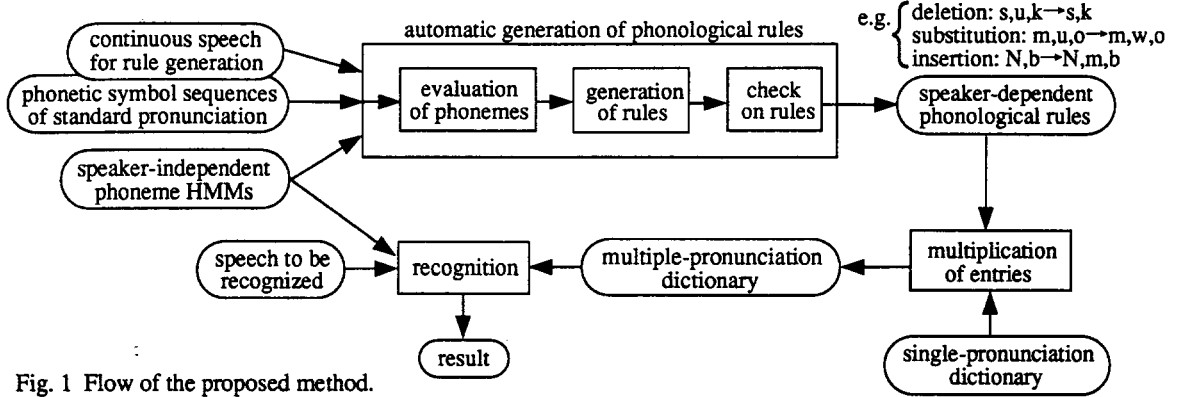 automatic generation of phonological rules
e.g.
deletion: s,u,k→s,k
substitution: m,u,o→m,w,o
insertion: N,b→N,m,b
continuous speech
for rule generation
phonetic symbol sequences
of standard pronunciation
speaker-independent
phoneme HMMs
evaluation
of phonemes
generation
of rules
check
on rules
speaker-dependent
phonological rules
speech to be
recognized
recognition
multiple-pronunciation
dictionary
multiplication
of entries
result
single-pronunciation
dictionary
Fig. 1 Flow of the proposed method.